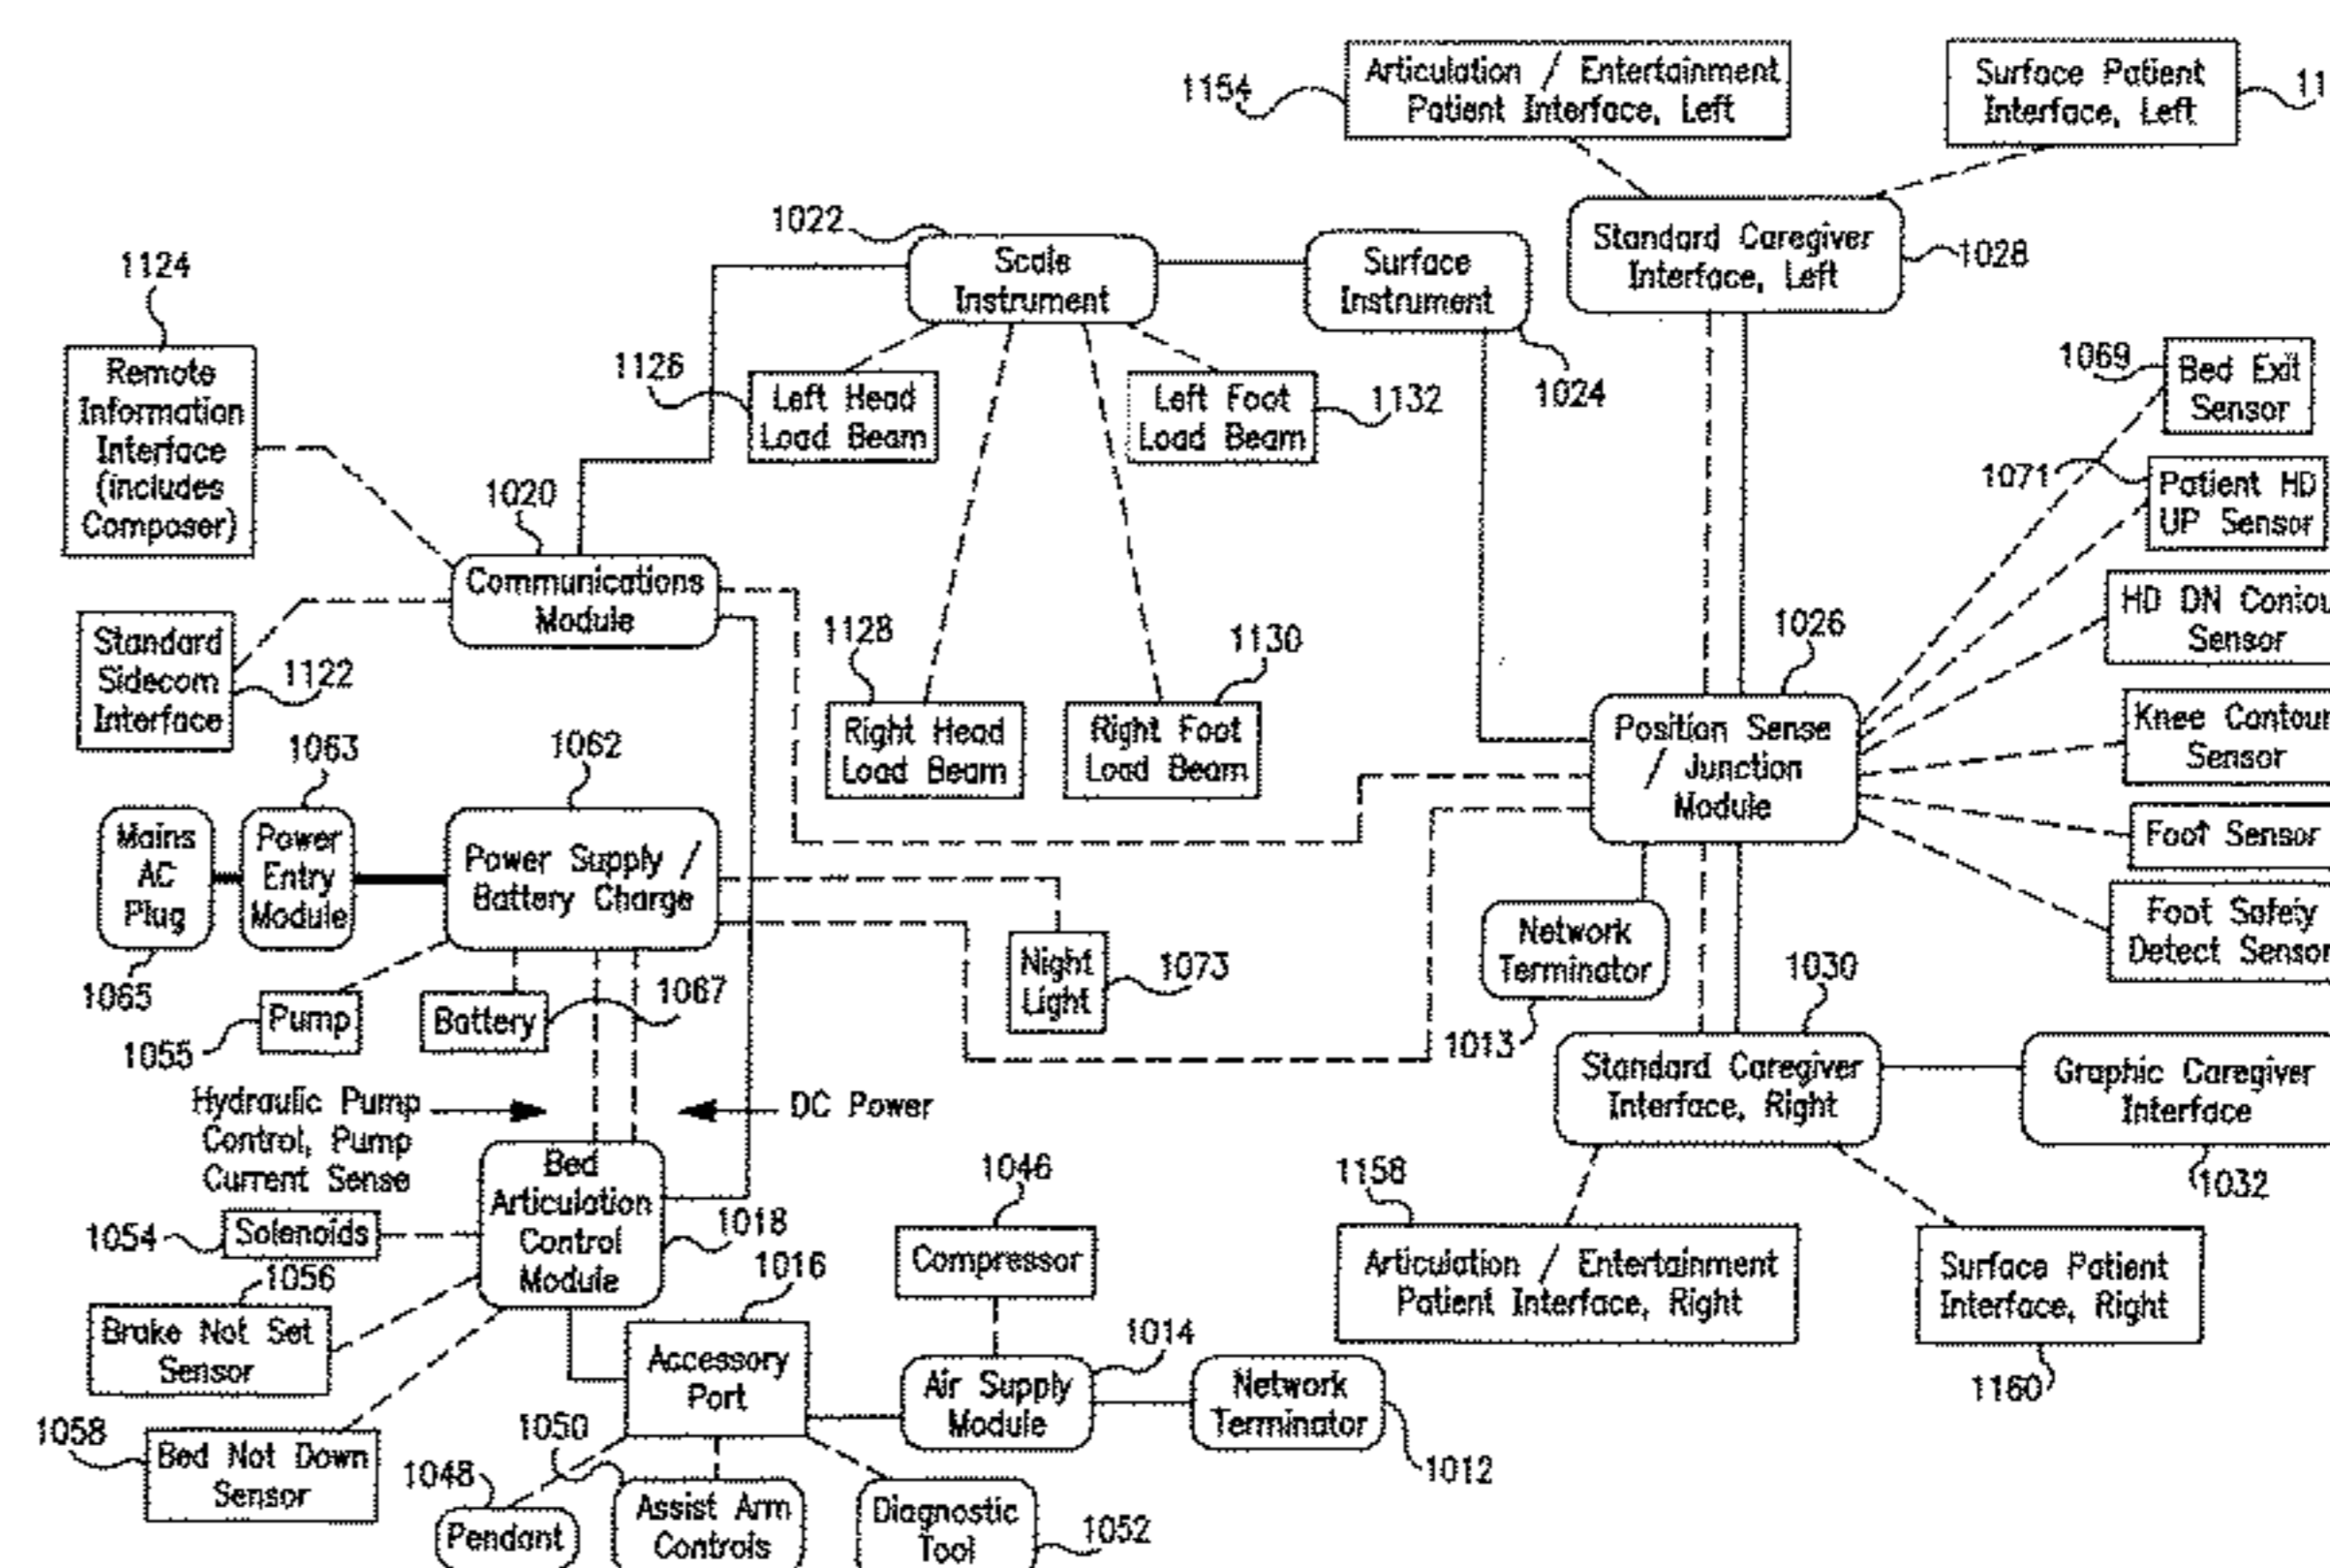 1154
Articulation / Entertainment
Patient Interface, Left
Surface Patient
Interface, Left
11
1022
Scale
Instrument
Surface
Instrument
1024
Standard Caregiver
Interface, Left
1028
1124
Remote
Information
Interface
(includes
Composer)
1126
Left Head
Load Beam
Left Foot
Load Beam
1132
1069
Bed Exit
Sensor
1071
Patient HD
UP Sensor
1020
Communications
Module
HD DN Contou
Sensor
Standard
Sidecom
Interface
1122
1128
Right Head
Load Beam
1130
Right Foot
Load Beam
1026
Position Sense
/ Junction
Module
Knee Contour
Sensor
Foot Sensor
Foot Safety
Detect Sensor
1063
1062
Mains
AC
Plug
1065
Power
Entry
Module
Power Supply /
Battery Charge
Network
Terminator
1013
1055
Pump
Battery
1067
Night
Light
1073
1030
Standard Caregiver
Interface, Right
Graphic Caregiver
Interface
1032
Hydraulic Pump
Control, Pump
Current Sense
DC Power
Bed
Articulation
Control
Module
1018
1054
Solenoids
1056
Brake Not Set
Sensor
1058
Bed Not Down
Sensor
1016
Accessory
Port
1046
Compressor
1014
Air Supply
Module
Network
Terminator
1012
1158
Articulation / Entertainment
Patient Interface, Right
Surface Patient
Interface, Right
1160
1048
Pendant
1050
Assist Arm
Controls
Diagnostic
Tool
1052